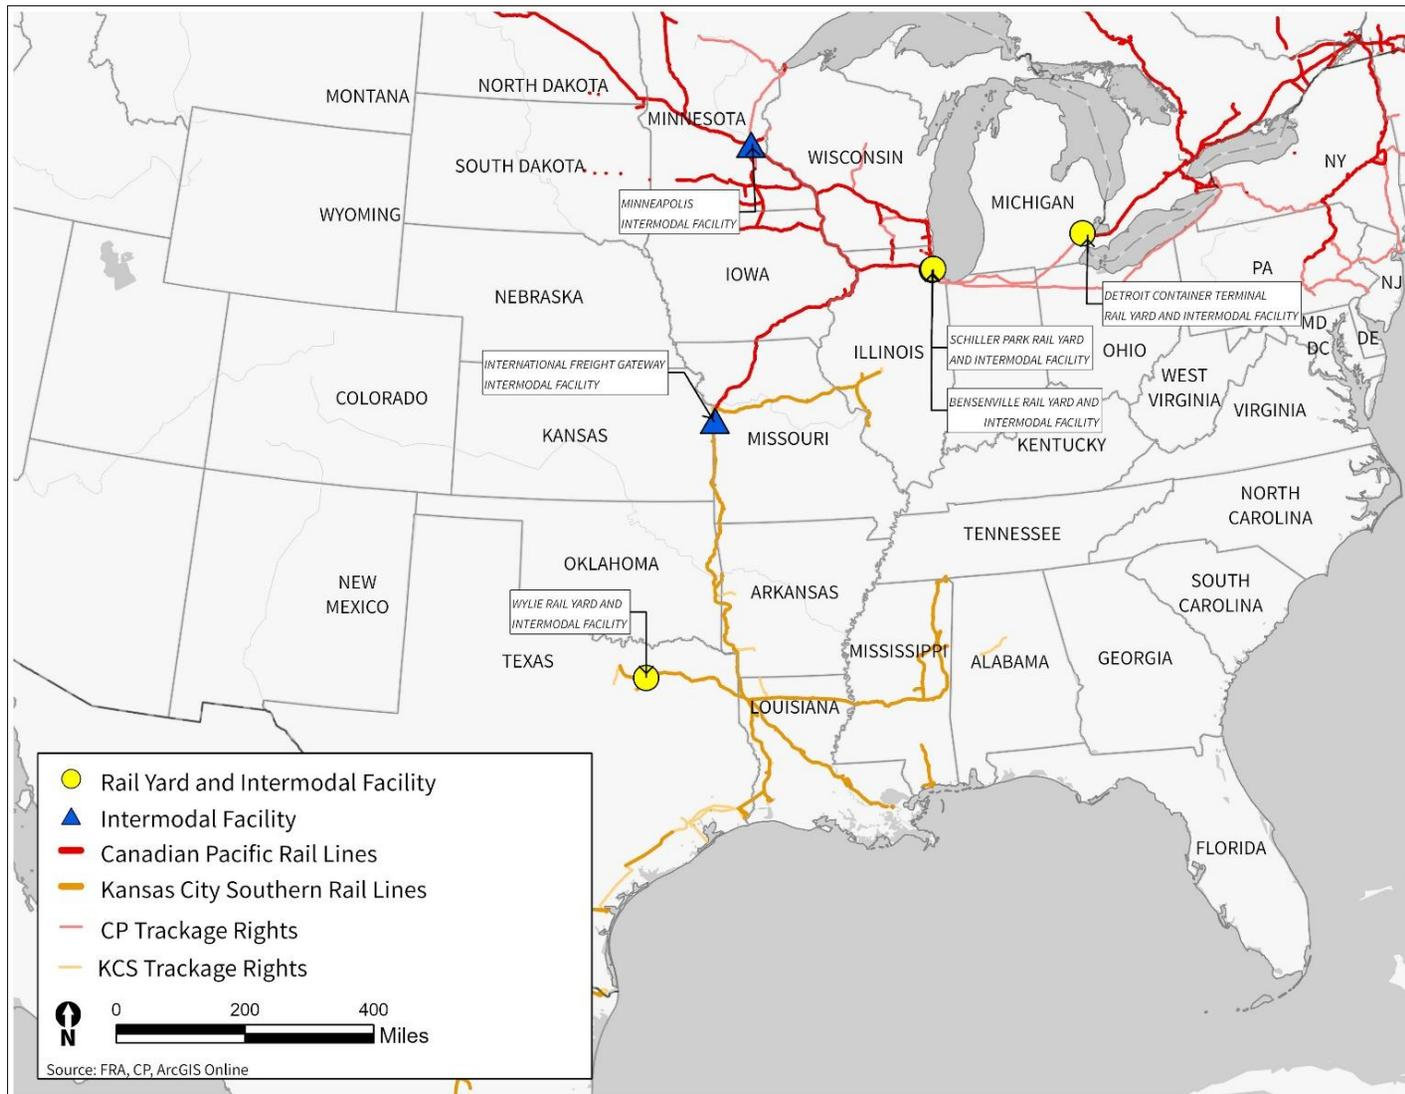 MONTANA
NORTH DAKOTA
MINNESOTA
SOUTH DAKOTA
WISCONSIN
NY
WYOMING
MINNEAPOLIS
INTERMODAL FACILITY
MICHIGAN
IOWA
PA
NEBRASKA
NJ
DETROIT CONTAINER TERMINAL
RAIL YARD AND INTERMODAL FACILITY
MD
DC
DE
SCHILLER PARK RAIL YARD
AND INTERMODAL FACILITY
ILLINOIS
OHIO
INTERNATIONAL FREIGHT GATEWAY
INTERMODAL FACILITY
WEST
VIRGINIA
COLORADO
BENSENVILLE RAIL YARD AND
INTERMODAL FACILITY
VIRGINIA
KANSAS
MISSOURI
KENTUCKY
NORTH
CAROLINA
TENNESSEE
OKLAHOMA
NEW
MEXICO
ARKANSAS
SOUTH
CAROLINA
WYLIE RAIL YARD AND
INTERMODAL FACILITY
TEXAS
MISSISSIPPI
ALABAMA
GEORGIA
LOUISIANA
FLORIDA
Rail Yard and Intermodal Facility
Intermodal Facility
Canadian Pacific Rail Lines
Kansas City Southern Rail Lines
CP Trackage Rights
KCS Trackage Rights
N
0 200 400
Miles
Source: FRA, CP, ArcGIS Online